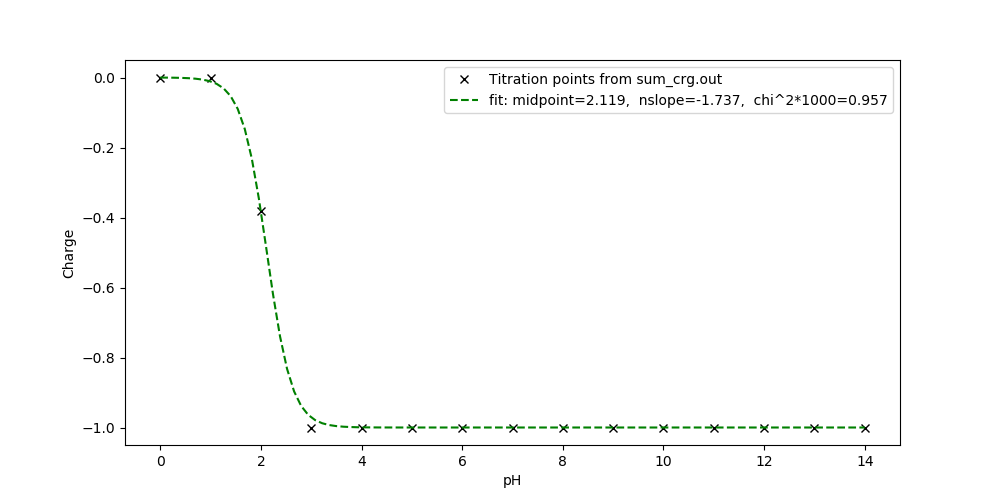 Titration points from sum_crg.out
fit: midpoint=2.119,  nslope=-1.737,  chi^2*1000=0.957
0.0
−0.2
−0.4
−0.6
−0.8
−1.0
Charge
0 2 4 6 8 10 12 14
pH